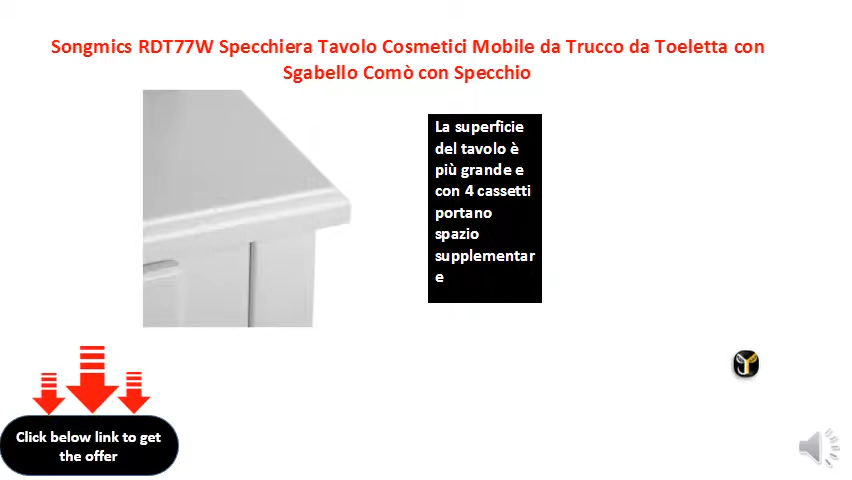 Songmics RDT77W Specchiera Tavolo Cosmetici Mobile da Trucco da Toeletta con
Sgabello Comò con Specchio
La superficie
del tavolo è
più grande e
con 4 cassetti
portano
spazio
supplementar
e
Click below link to get
the offer